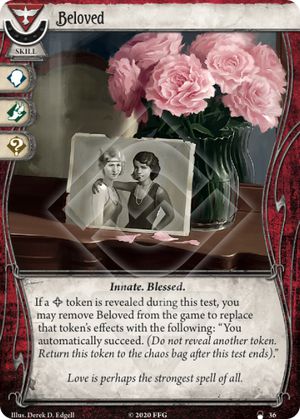 Beloved
SKILL
?
Innate. Blessed.
If a token is revealed during this test, you
may remove Beloved from the game to replace
that token's effects with the following: "You
automatically succeed. (Do not reveal another token.
Return this token to the chaos bag after this test ends)."
Love is perhaps the strongest spell of all.
Illus. Derek D. Edgell
© 2020 FFG
36